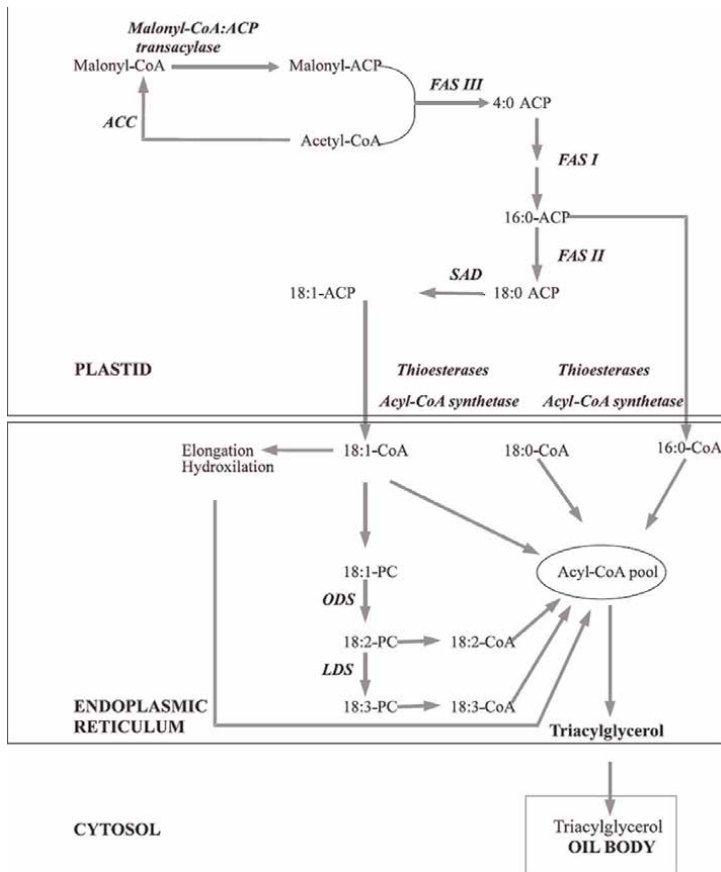 Malonyl-CoA:ACP
transacylase
Malonyl-CoA
Malonyl-ACP
FAS III
4:0 ACP
ACC
Acetyl-CoA
FAS I
16:0-ACP
FAS II
SAD
18:1-ACP
18:0 ACP
PLASTID
Thioesterases
Acyl-CoA synthetase
Thioesterases
Acyl-CoA synthetase
Elongation
Hydroxilation
18:1-CoA
18:0-CoA
16:0-CoA
18:1-PC
Acyl-CoA pool
ODS
18:2-PC
18:2-CoA
LDS
18:3-PC
18:3-CoA
ENDOPLASMIC
RETICULUM
Triacylglycerol
CYTOSOL
Triacylglycerol
OIL BODY